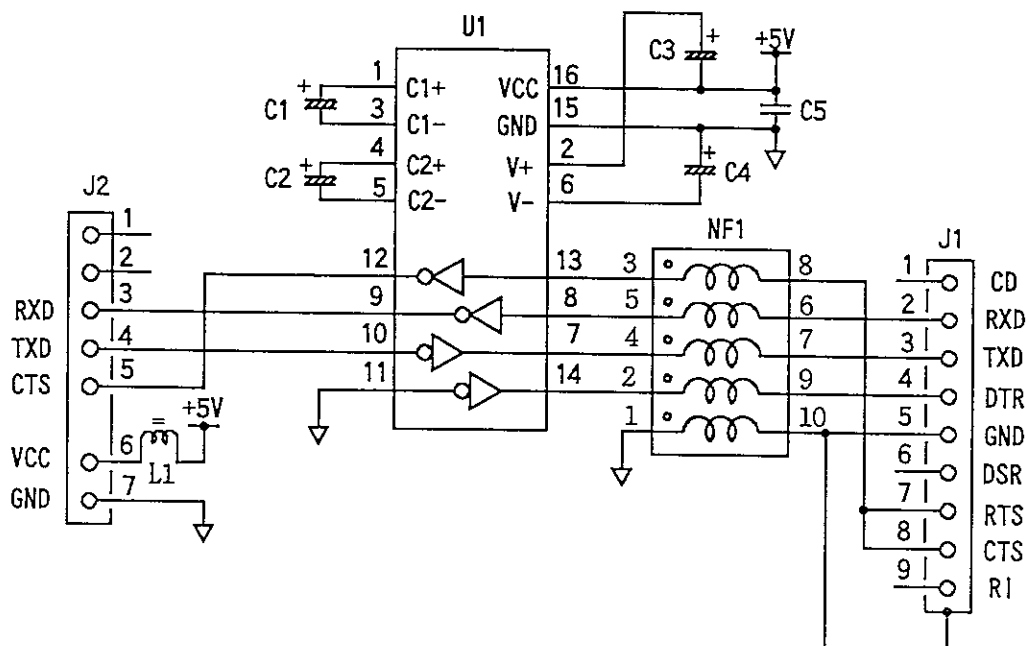 U1
C3 +
+5V
1 C1+ VCC 16
+ C1
3 C1- GND 15
C5
4 C2+ V+ 2
+ C2
+ C4
5 C2- V- 6
J2
NF1
J1
1
2
3 RXD
4 TXD
5 CTS
+5V
6 VCC
L1
7 GND
12 13 3 8
9 8 5 6
10 7 4 7
11 14 2 9
1 10
1 CD
2 RXD
3 TXD
4 DTR
5 GND
6 DSR
7 RTS
8 CTS
9 RI